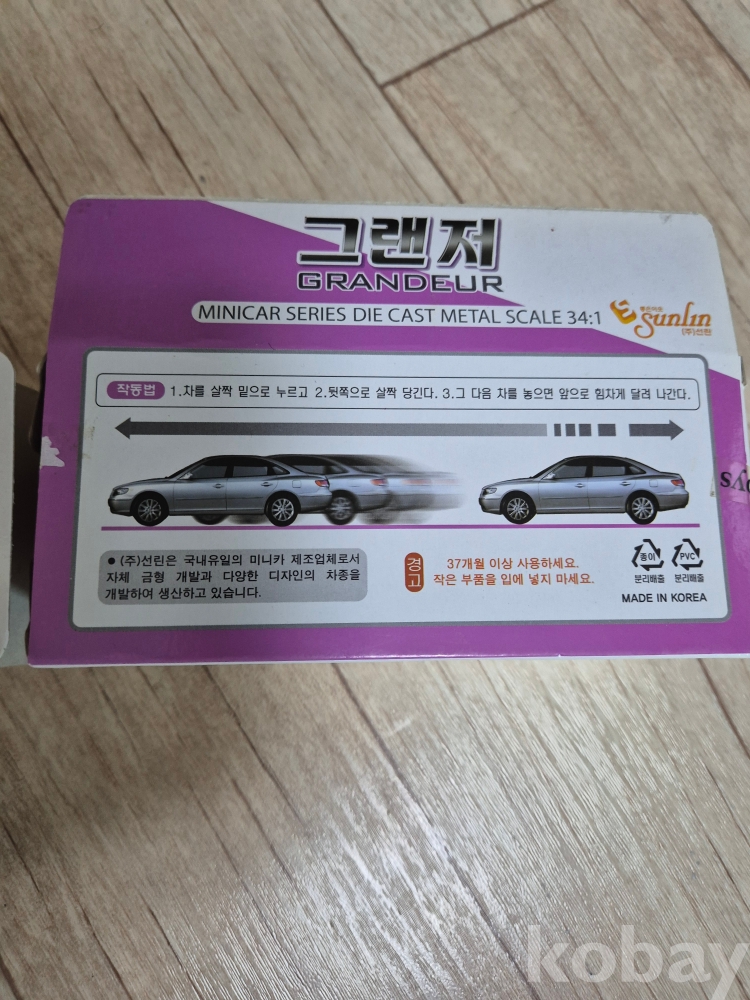 그랜저
GRANDEUR
MINICAR SERIES DIE CAST METAL SCALE 34:1
Sunlin
(주)선린
작동법 1.차를 살짝 밑으로 누르고 2.뒷쪽으로 살짝 당긴다. 3.그 다음 차를 놓으면 앞으로 힘차게 달려 나간다.
● (주)선린은 국내유일의 미니카 제조업체로서
자체 금형 개발과 다양한 디자인의 차종을
개발하여 생산하고 있습니다.
경고
37개월 이상 사용하세요.
작은 부품을 입에 넣지 마세요.
종이
분리배출
PVC
분리배출
MADE IN KOREA
kobay